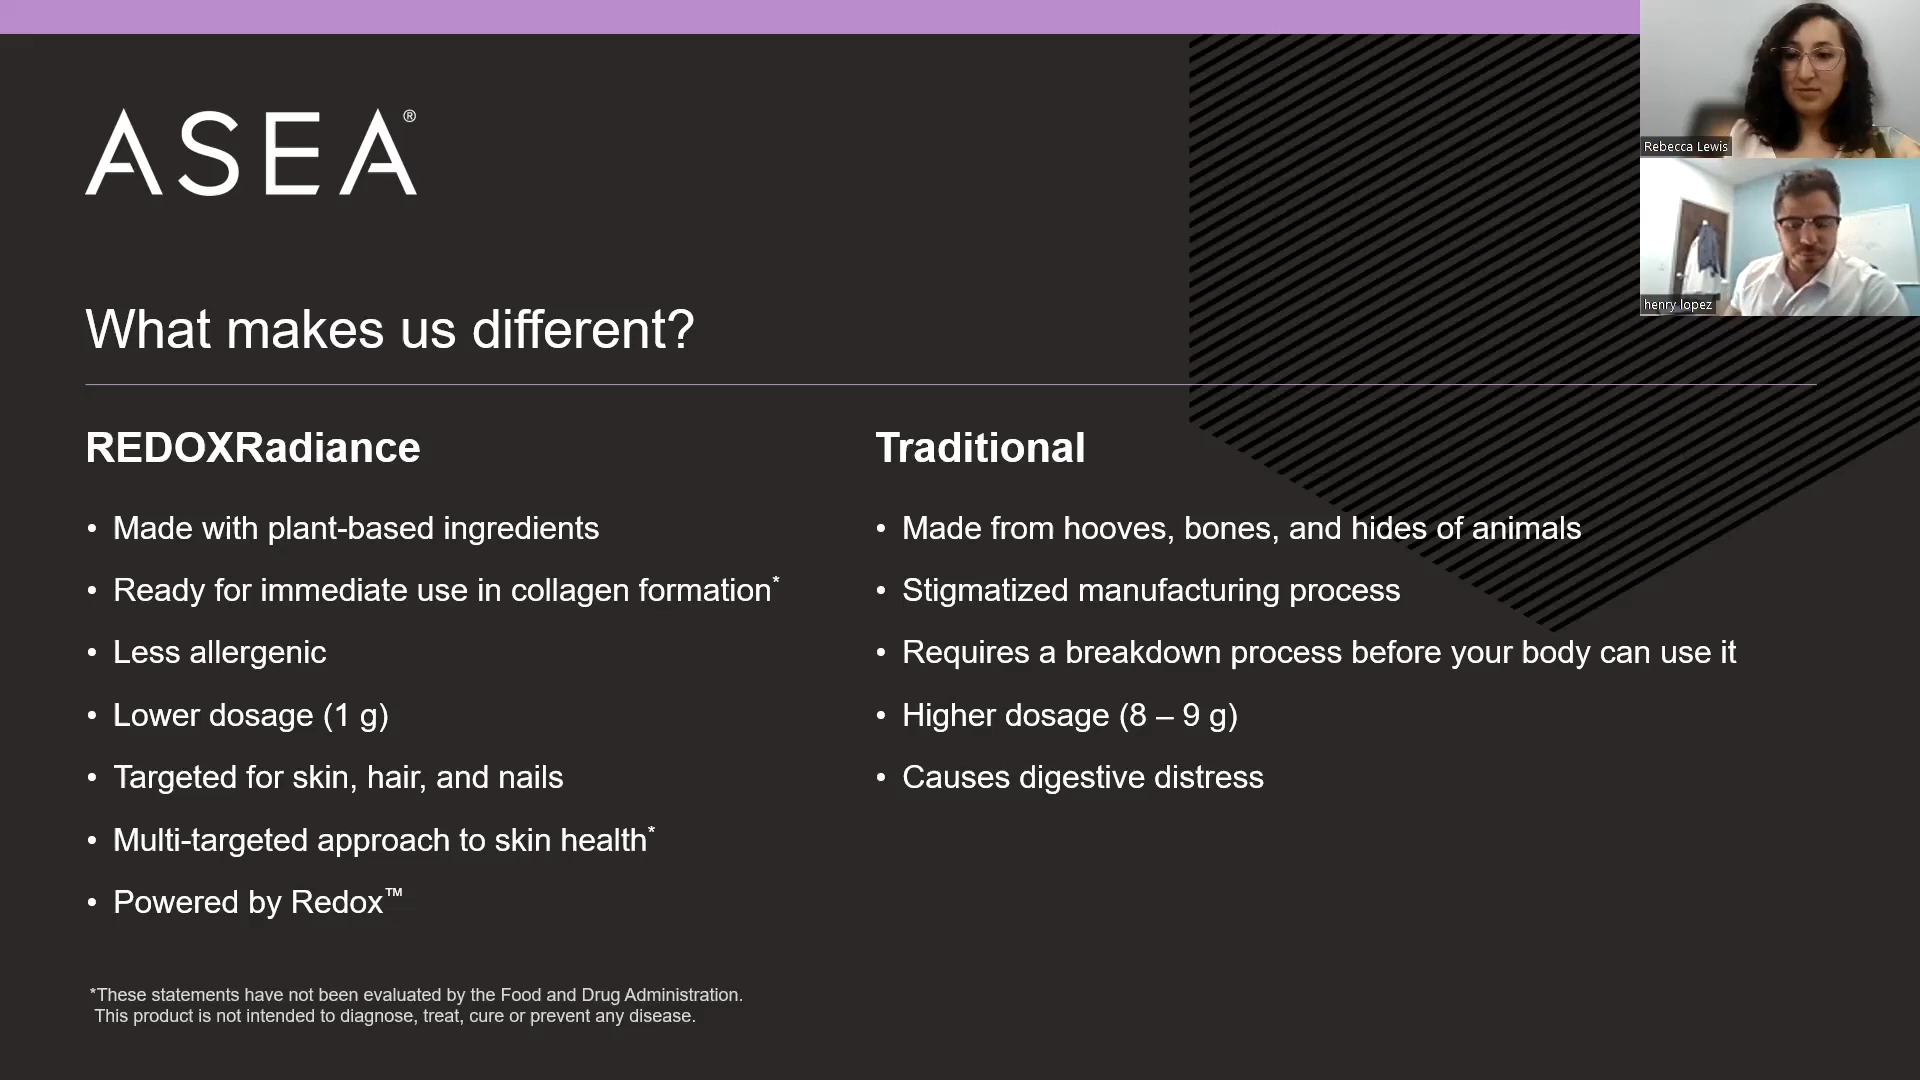 ASEA®
Rebecca Lewis
henry lopez
What makes us different?
REDOXRadiance
• Made with plant-based ingredients
• Ready for immediate use in collagen formation*
• Less allergenic
• Lower dosage (1 g)
• Targeted for skin, hair, and nails
• Multi-targeted approach to skin health*
• Powered by Redox™
Traditional
• Made from hooves, bones, and hides of animals
• Stigmatized manufacturing process
• Requires a breakdown process before your body can use it
• Higher dosage (8 – 9 g)
• Causes digestive distress
*These statements have not been evaluated by the Food and Drug Administration.
This product is not intended to diagnose, treat, cure or prevent any disease.